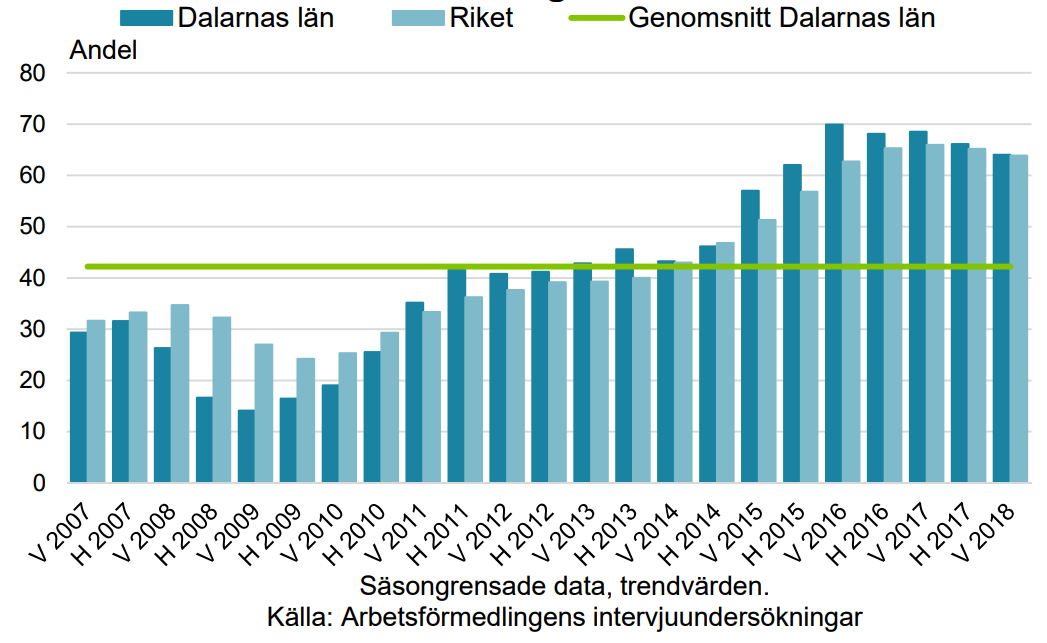 Dalarnas län Riket Genomsnitt Dalarnas län
Andel
80
70
60
50
40
30
20
10
0
V 2007 H 2007 V 2008 H 2008 V 2009 H 2009 V 2010 H 2010 V 2011 H 2011 V 2012 H 2012 V 2013 H 2013 V 2014 H 2014 V 2015 H 2015 V 2016 H 2016 V 2017 H 2017 V 2018
Säsongrensade data, trendvärden.
Källa: Arbetsförmedlingens intervjuundersökningar